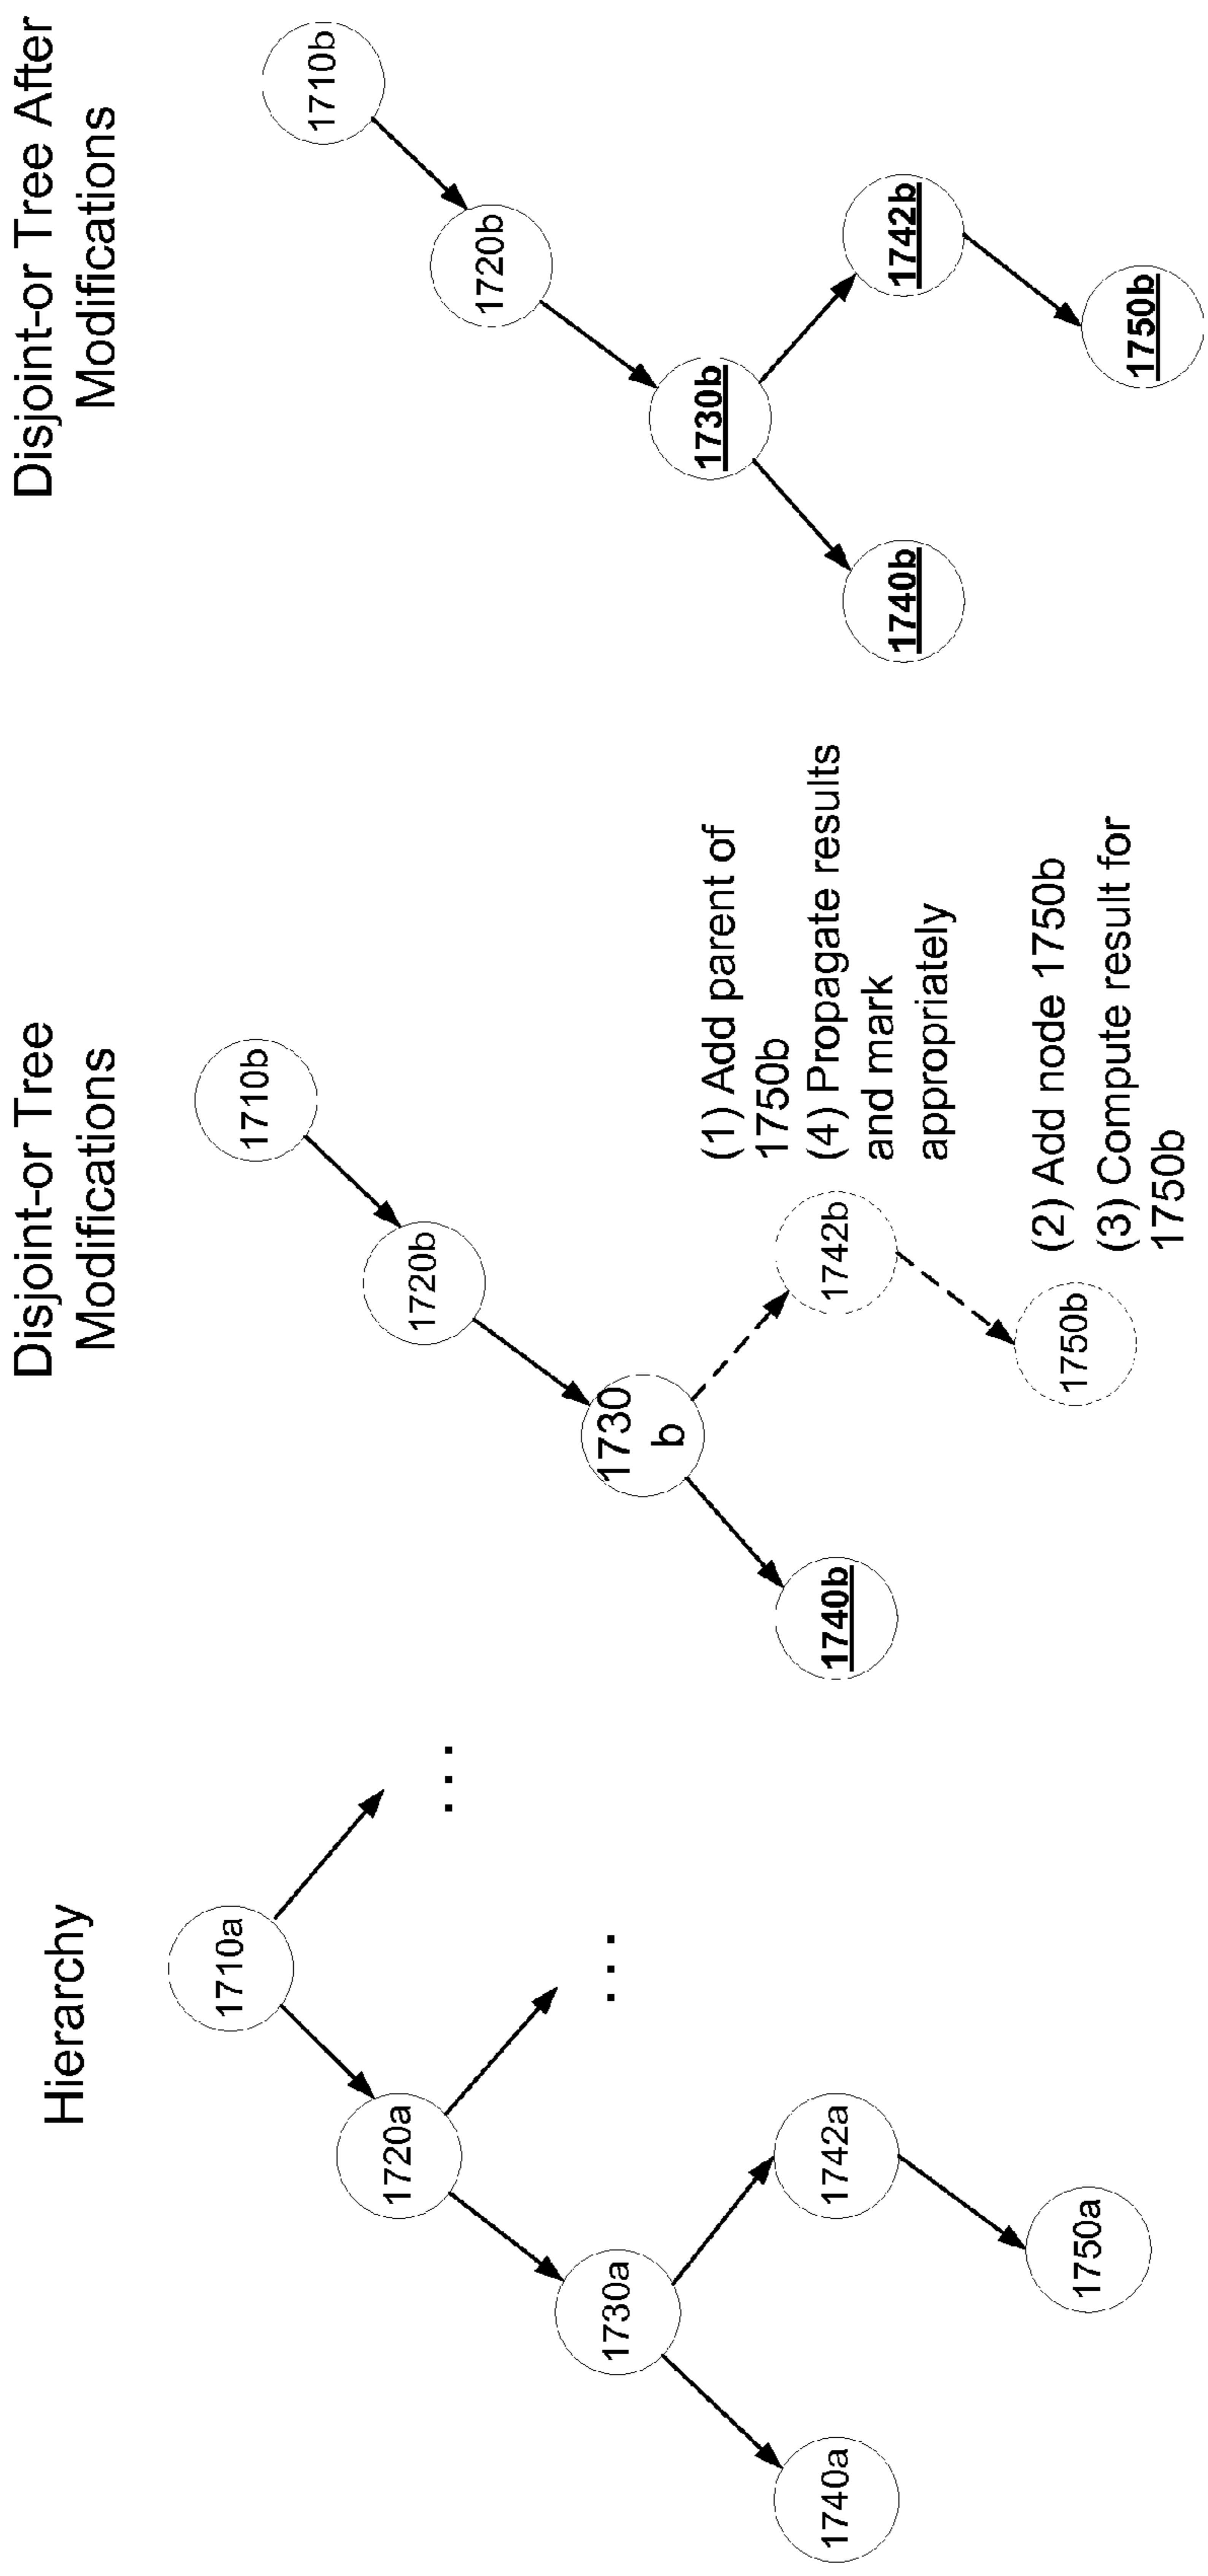 Hierarchy
1710a
1720a
. . .
1730a
. . .
1740a
1742a
1750a
Disjoint-or Tree
Modifications
1710b
1720b
1730
b
1740b
1742b
(1) Add parent of
1750b
(4) Propagate results
and mark
appropriately
1750b
(2) Add node 1750b
(3) Compute result for
1750b
Disjoint-or Tree After
Modifications
1710b
1720b
1730b
1740b
1742b
1750b